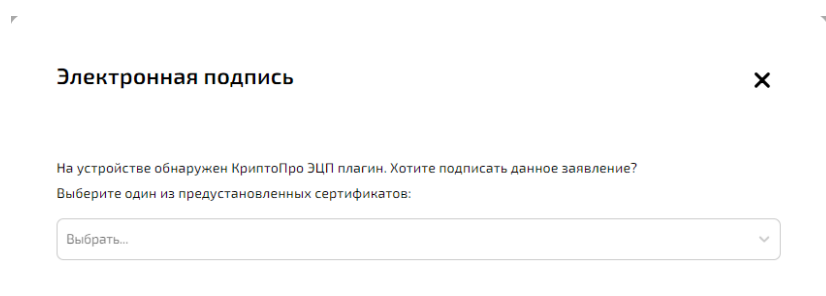 Электронная подпись
На устройстве обнаружен КриптоПро ЭЦП плагин. Хотите подписать данное заявление?
Выберите один из предустановленных сертификатов:
Выбрать...